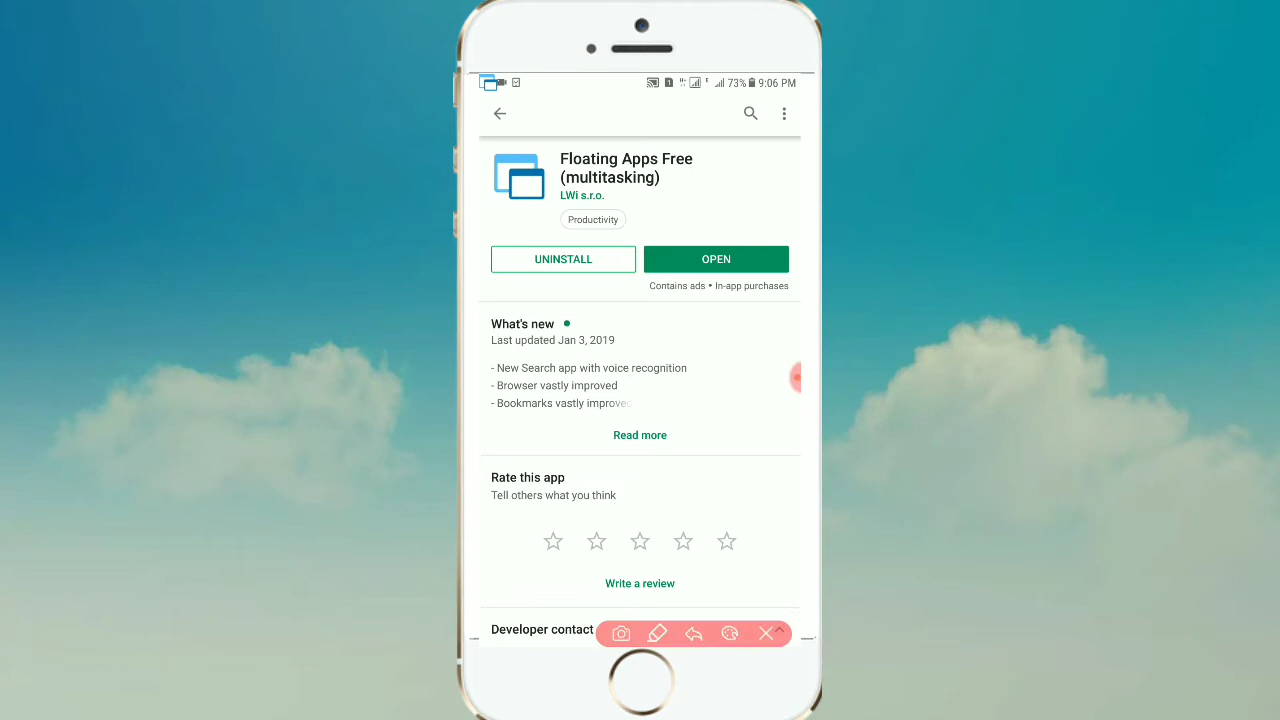 73% 9:06 PM
Floating Apps Free
(multitasking)
LWi s.r.o.
Productivity
UNINSTALL
OPEN
Contains ads • In-app purchases
What's new
Last updated Jan 3, 2019
- New Search app with voice recognition
- Browser vastly improved
- Bookmarks vastly improved
Read more
Rate this app
Tell others what you think
Write a review
Developer contact